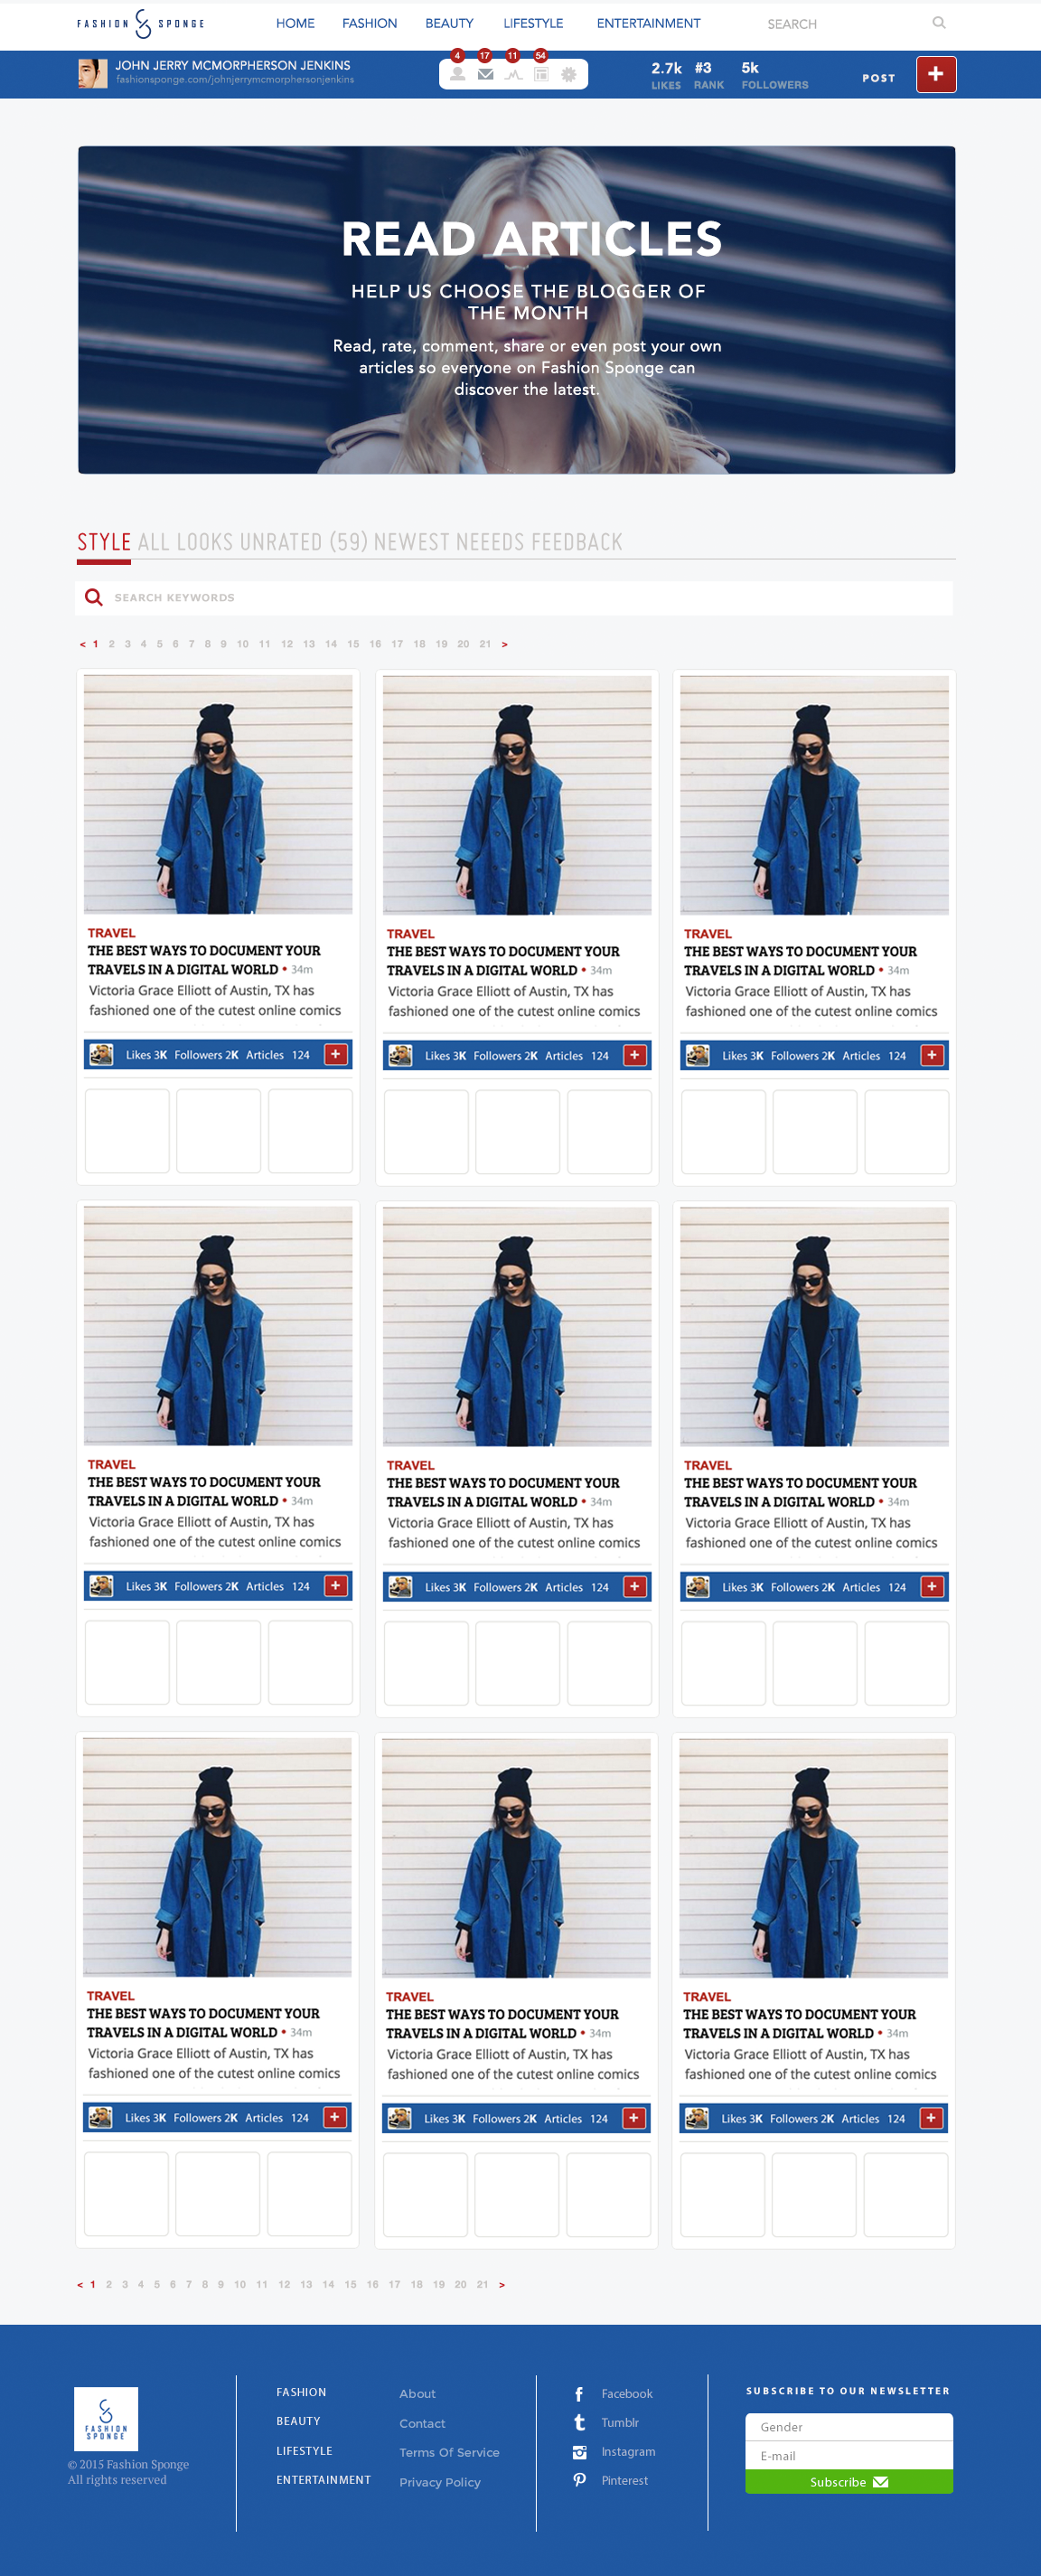 FASHION SPONGE
HOME FASHION BEAUTY LIFESTYLE ENTERTAINMENT SEARCH
4 17 11 54
JOHN JERRY MCMORPHERSON JENKINS
fashionsponge.com/johnjerrymcmorphersonjenkins
2.7k #3 5k
LIKES RANK FOLLOWERS
POST +
READ ARTICLES
HELP US CHOOSE THE BLOGGER OF
THE MONTH
Read, rate, comment, share or even post your own
articles so everyone on Fashion Sponge can
discover the latest.
STYLE ALL LOOKS UNRATED (59) NEWEST NEEEDS FEEDBACK
SEARCH KEYWORDS
< 1 2 3 4 5 6 7 8 9 10 11 12 13 14 15 16 17 18 19 20 21 >
TRAVEL
THE BEST WAYS TO DOCUMENT YOUR
TRAVELS IN A DIGITAL WORLD • 34m
Victoria Grace Elliott of Austin, TX has
fashioned one of the cutest online comics
Likes 3K Followers 2K Articles 124 +
TRAVEL
THE BEST WAYS TO DOCUMENT YOUR
TRAVELS IN A DIGITAL WORLD • 34m
Victoria Grace Elliott of Austin, TX has
fashioned one of the cutest online comics
Likes 3K Followers 2K Articles 124 +
TRAVEL
THE BEST WAYS TO DOCUMENT YOUR
TRAVELS IN A DIGITAL WORLD • 34m
Victoria Grace Elliott of Austin, TX has
fashioned one of the cutest online comics
Likes 3K Followers 2K Articles 124 +
TRAVEL
THE BEST WAYS TO DOCUMENT YOUR
TRAVELS IN A DIGITAL WORLD • 34m
Victoria Grace Elliott of Austin, TX has
fashioned one of the cutest online comics
Likes 3K Followers 2K Articles 124 +
TRAVEL
THE BEST WAYS TO DOCUMENT YOUR
TRAVELS IN A DIGITAL WORLD • 34m
Victoria Grace Elliott of Austin, TX has
fashioned one of the cutest online comics
Likes 3K Followers 2K Articles 124 +
TRAVEL
THE BEST WAYS TO DOCUMENT YOUR
TRAVELS IN A DIGITAL WORLD • 34m
Victoria Grace Elliott of Austin, TX has
fashioned one of the cutest online comics
Likes 3K Followers 2K Articles 124 +
TRAVEL
THE BEST WAYS TO DOCUMENT YOUR
TRAVELS IN A DIGITAL WORLD • 34m
Victoria Grace Elliott of Austin, TX has
fashioned one of the cutest online comics
Likes 3K Followers 2K Articles 124 +
TRAVEL
THE BEST WAYS TO DOCUMENT YOUR
TRAVELS IN A DIGITAL WORLD • 34m
Victoria Grace Elliott of Austin, TX has
fashioned one of the cutest online comics
Likes 3K Followers 2K Articles 124 +
TRAVEL
THE BEST WAYS TO DOCUMENT YOUR
TRAVELS IN A DIGITAL WORLD • 34m
Victoria Grace Elliott of Austin, TX has
fashioned one of the cutest online comics
Likes 3K Followers 2K Articles 124 +
< 1 2 3 4 5 6 7 8 9 10 11 12 13 14 15 16 17 18 19 20 21 >
FASHION
SPONGE
© 2015 Fashion Sponge
All rights reserved
FASHION
BEAUTY
LIFESTYLE
ENTERTAINMENT
About
Contact
Terms Of Service
Privacy Policy
Facebook
Tumblr
Instagram
Pinterest
SUBSCRIBE TO OUR NEWSLETTER
Gender
E-mail
Subscribe